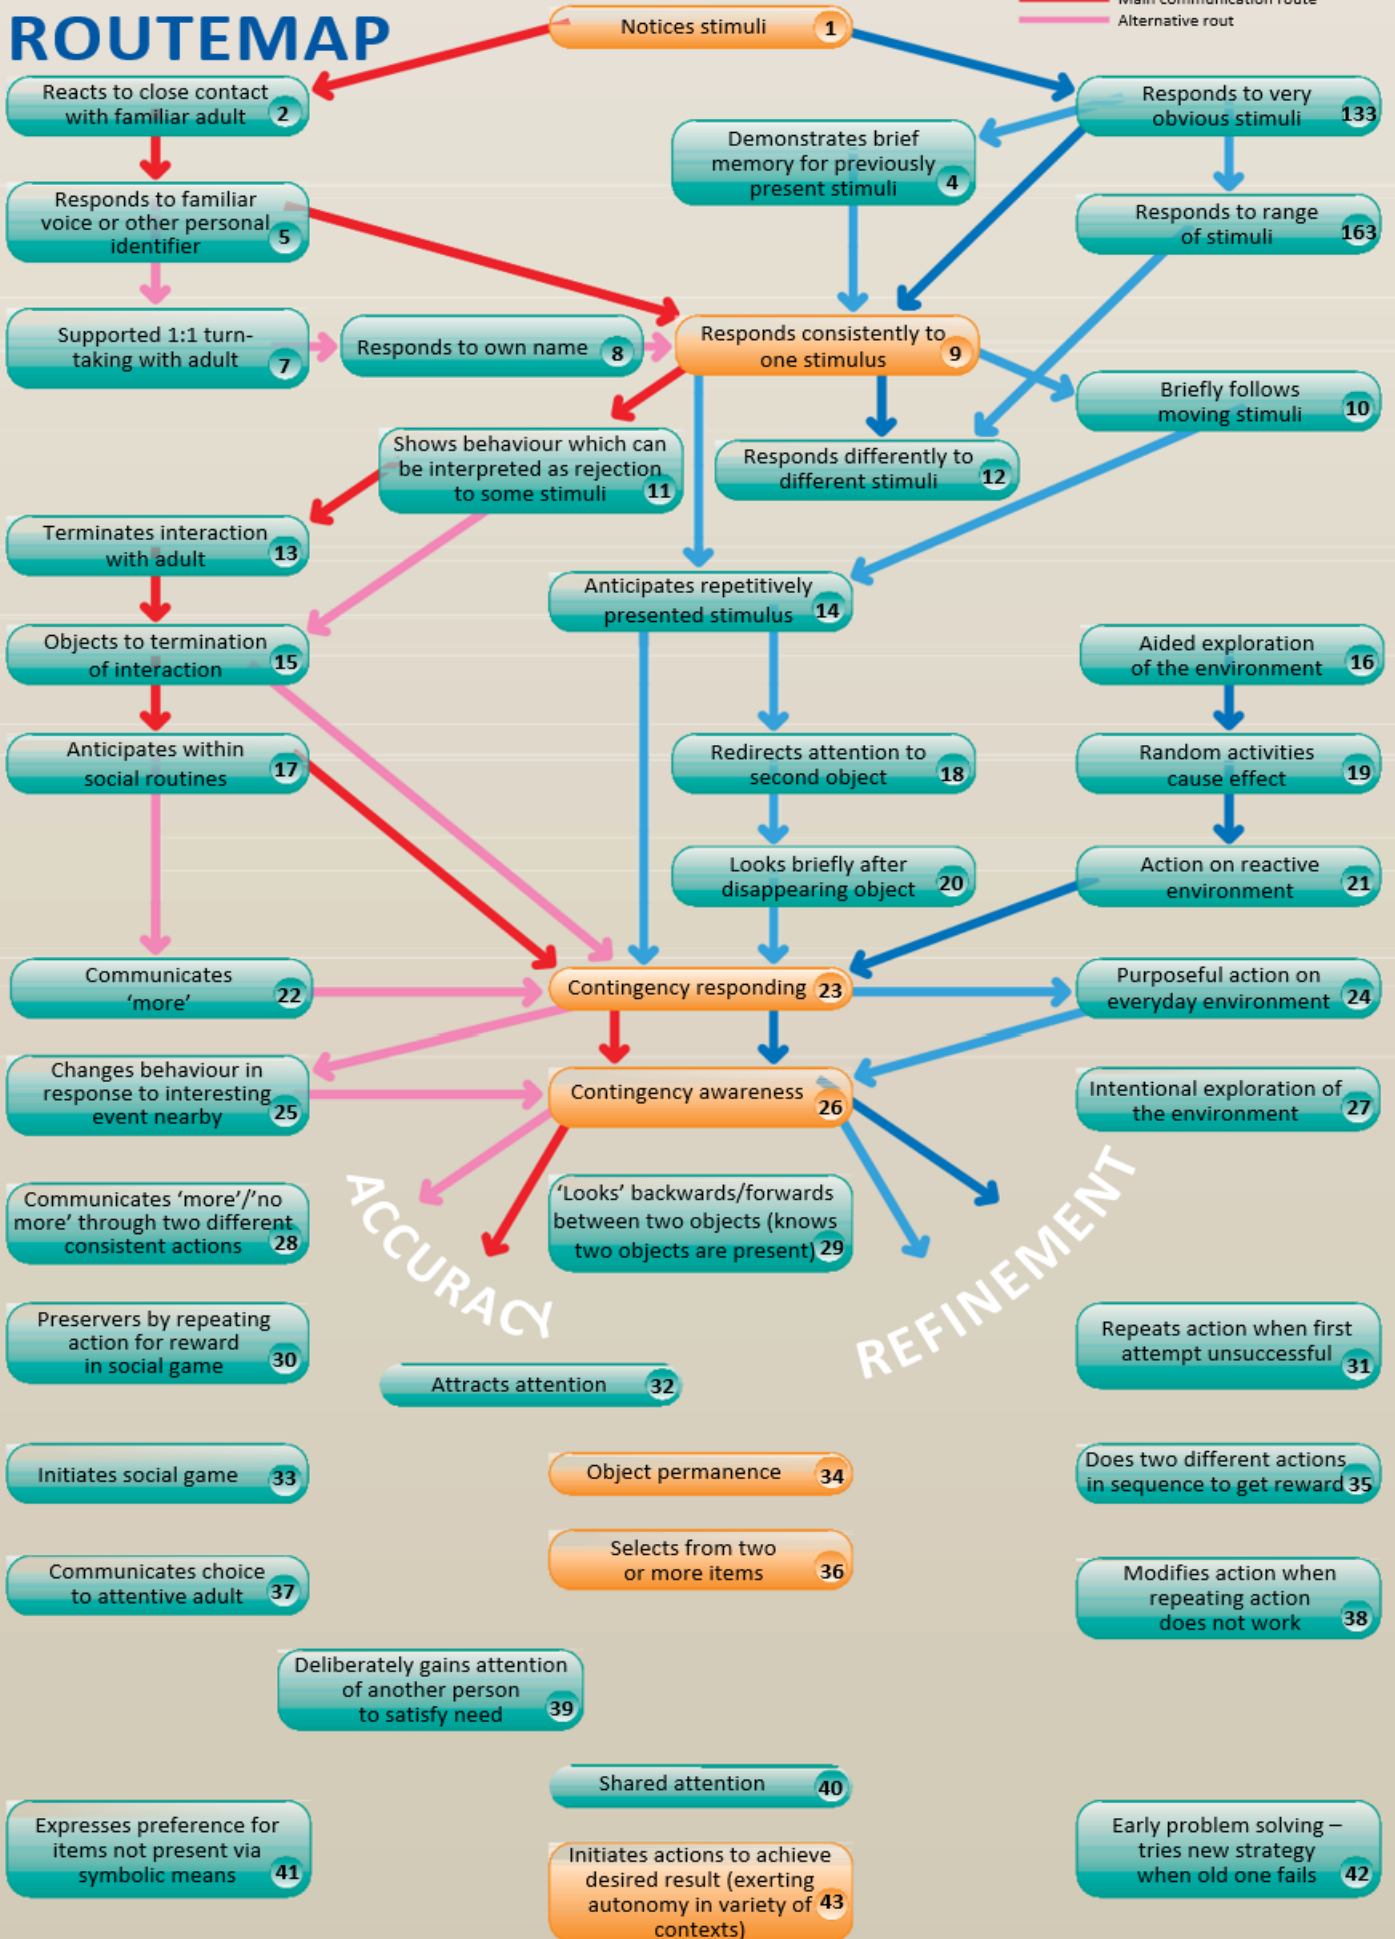 Main communication route
Alternative rout
ROUTEMAP
Notices stimuli
1
Reacts to close contact
with familiar adult
2
Responds to very
obvious stimuli
133
Demonstrates brief
memory for previously
present stimuli
4
Responds to familiar
voice or other personal
identifier
5
Responds to range
of stimuli
163
Supported 1:1 turn-
taking with adult
7
Responds to own name
8
Responds consistently to
one stimulus
9
Briefly follows
moving stimuli
10
Shows behaviour which can
be interpreted as rejection
to some stimuli
11
Responds differently to
different stimuli
12
Terminates interaction
with adult
13
Anticipates repetitively
presented stimulus
14
Objects to termination
of interaction
15
Aided exploration
of the environment
16
Anticipates within
social routines
17
Redirects attention to
second object
18
Random activities
cause effect
19
Looks briefly after
disappearing object
20
Action on reactive
environment
21
Communicates
‘more’
22
Contingency responding
23
Purposeful action on
everyday environment
24
Changes behaviour in
response to interesting
event nearby
25
Contingency awareness
26
Intentional exploration of
the environment
27
ACCURACY
REFINEMENT
Communicates ‘more’/’no
more’ through two different
consistent actions
28
‘Looks’ backwards/forwards
between two objects (knows
two objects are present)
29
Preservers by repeating
action for reward
in social game
30
Repeats action when first
attempt unsuccessful
31
Attracts attention
32
Initiates social game
33
Object permanence
34
Does two different actions
in sequence to get reward
35
Selects from two
or more items
36
Communicates choice
to attentive adult
37
Modifies action when
repeating action
does not work
38
Deliberately gains attention
of another person
to satisfy need
39
Shared attention
40
Expresses preference for
items not present via
symbolic means
41
Early problem solving –
tries new strategy
when old one fails
42
Initiates actions to achieve
desired result (exerting
autonomy in variety of
contexts)
43